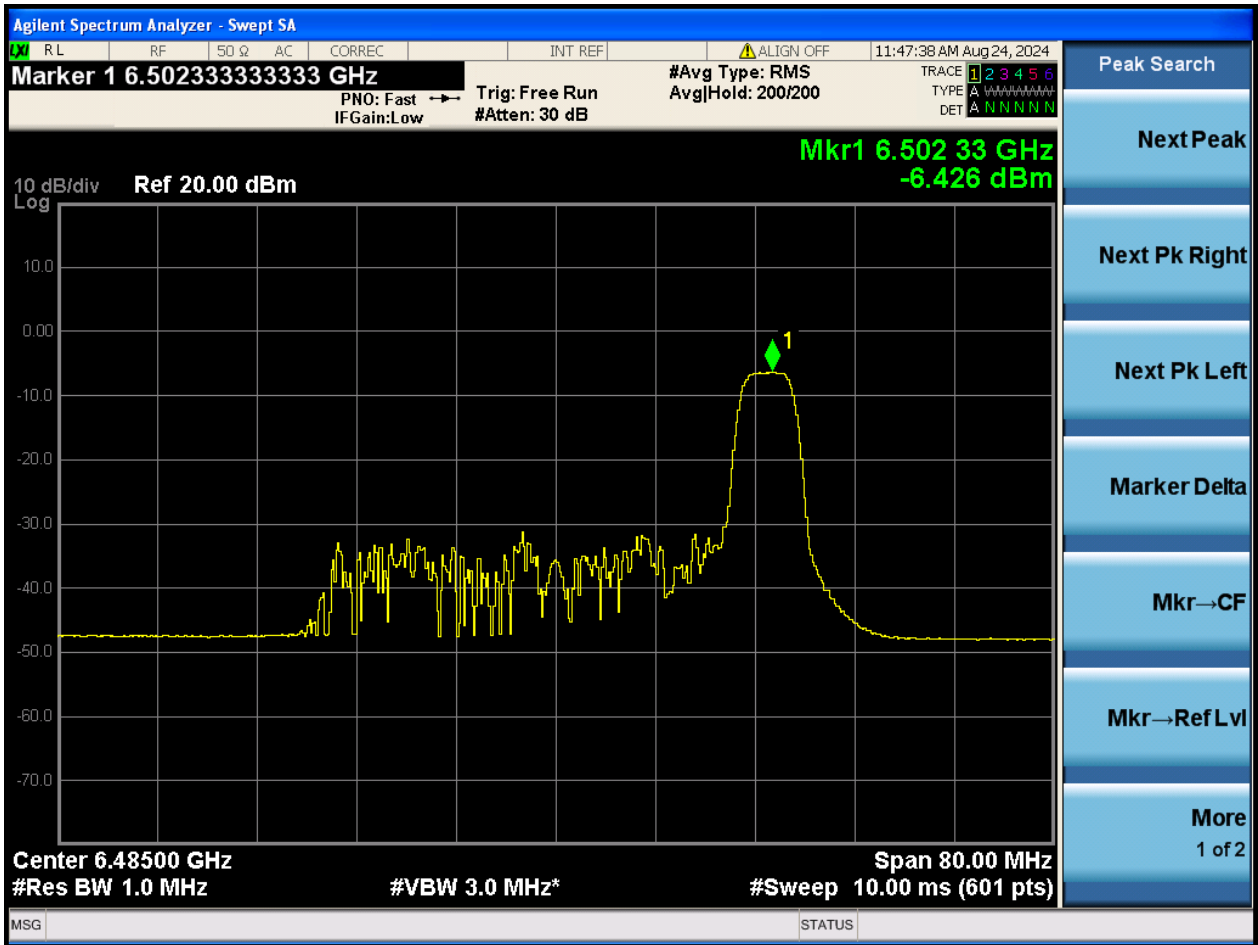 Agilent Spectrum Analyzer - Swept SA
LXI RL RF 50 Ω AC CORREC INT REF ALIGN OFF 11:47:38 AM Aug 24, 2024
Marker 1 6.502333333333 GHz
PNO: Fast
IFGain:Low
Trig: Free Run
#Atten: 30 dB
#Avg Type: RMS
Avg|Hold: 200/200
TRACE 1 2 3 4 5 6
TYPE A WWWWW
DET A N N N N N
Mkr1 6.502 33 GHz
-6.426 dBm
10 dB/div Ref 20.00 dBm
Log
10.0
0.00
-10.0
-20.0
-30.0
-40.0
-50.0
-60.0
-70.0
1
Center 6.48500 GHz Span 80.00 MHz
#Res BW 1.0 MHz #VBW 3.0 MHz* #Sweep 10.00 ms (601 pts)
MSG STATUS
Peak Search
Next Peak
Next Pk Right
Next Pk Left
Marker Delta
Mkr→CF
Mkr→Ref Lvl
More
1 of 2